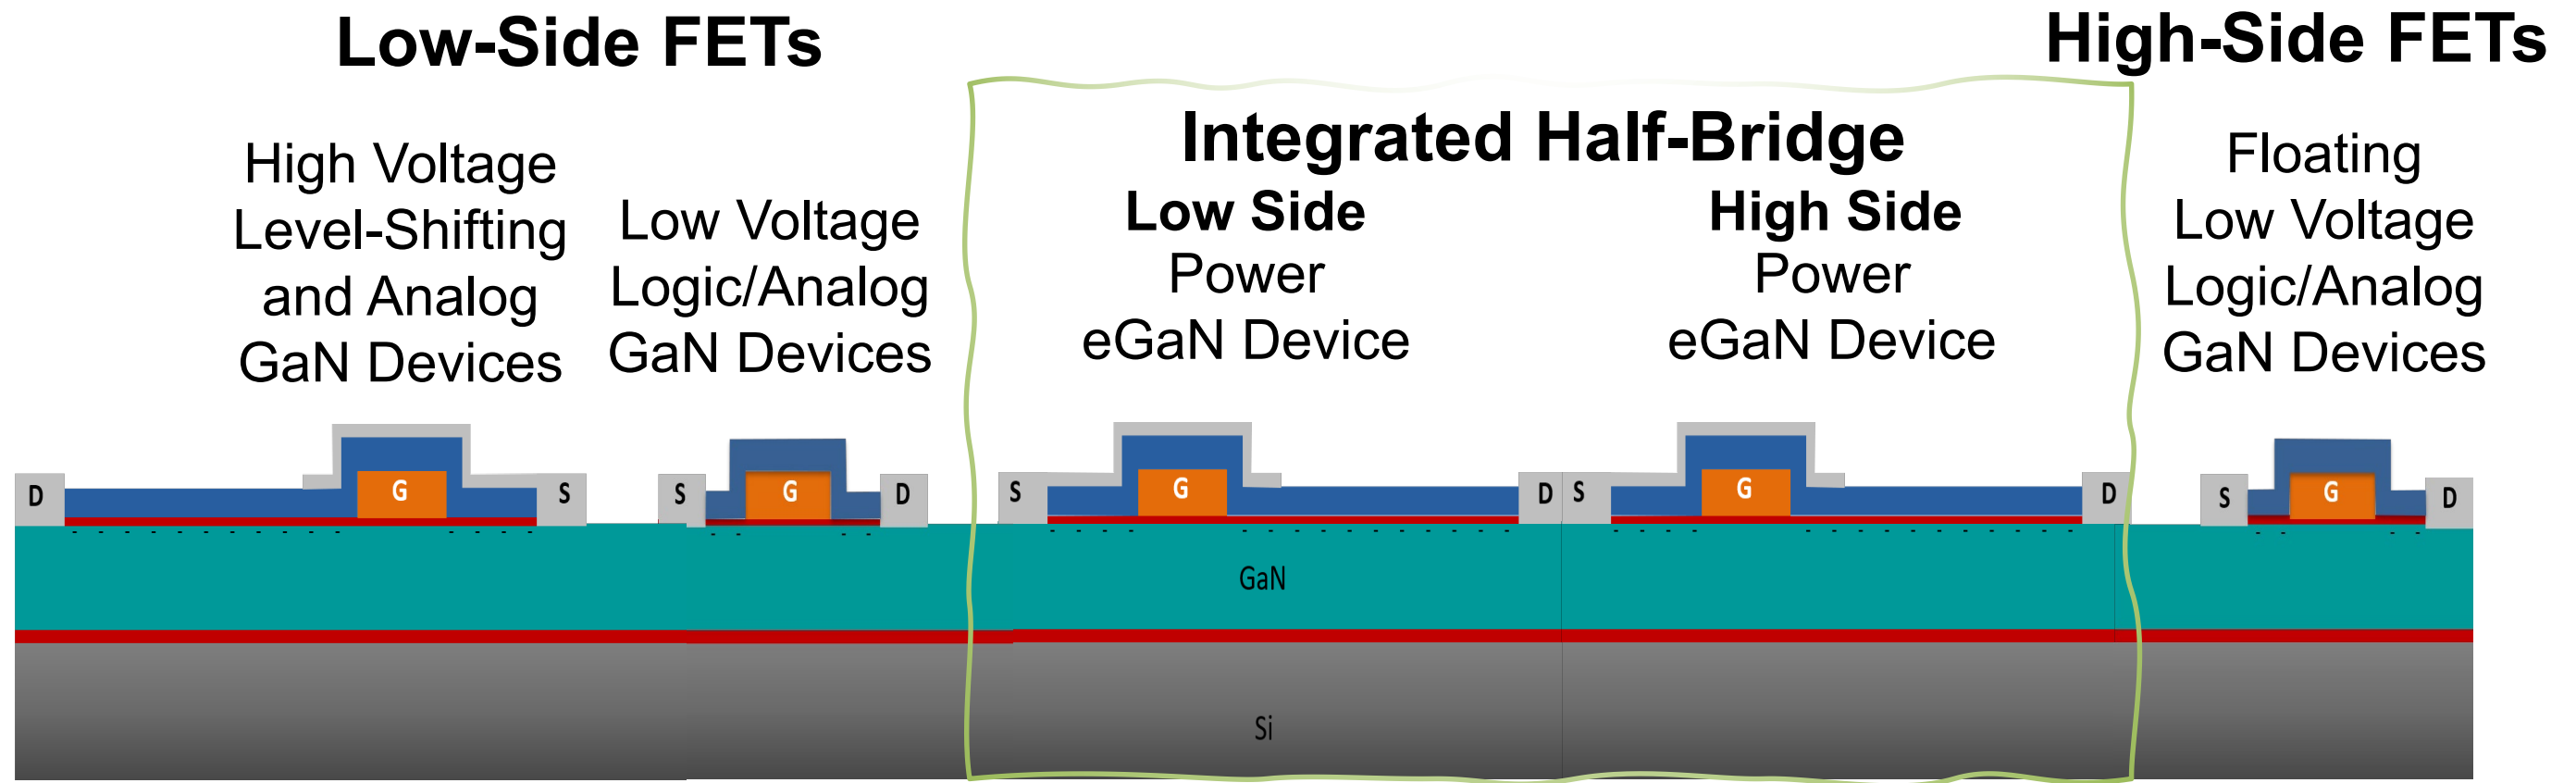 Low-Side FETs
High-Side FETs
High Voltage
Level-Shifting
and Analog
GaN Devices
Low Voltage
Logic/Analog
GaN Devices
Integrated Half-Bridge
Low Side
Power
eGaN Device
High Side
Power
eGaN Device
Floating
Low Voltage
Logic/Analog
GaN Devices
D G S
S G D
S G D
S G D
S G D
GaN
Si